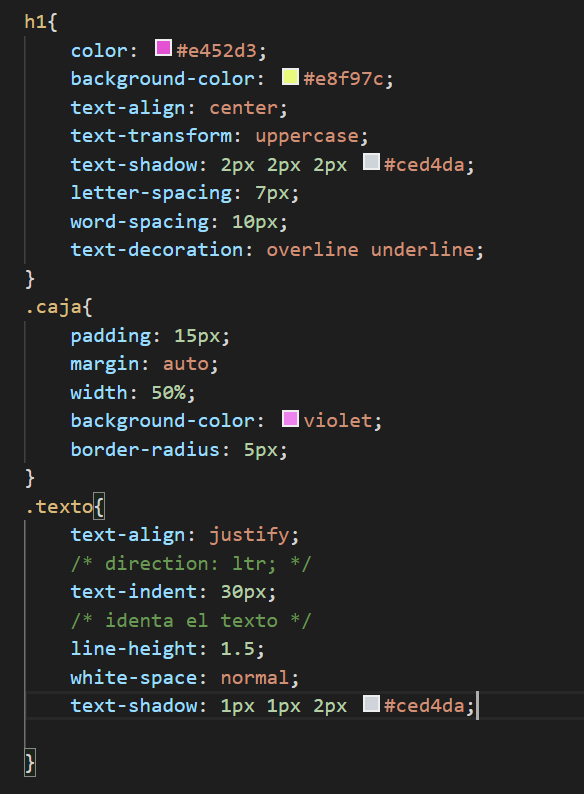 h1{
    color: #e452d3;
    background-color: #e8f97c;
    text-align: center;
    text-transform: uppercase;
    text-shadow: 2px 2px 2px #ced4da;
    letter-spacing: 7px;
    word-spacing: 10px;
    text-decoration: overline underline;
}
.caja{
    padding: 15px;
    margin: auto;
    width: 50%;
    background-color: violet;
    border-radius: 5px;
}
.texto{
    text-align: justify;
    /* direction: ltr; */
    text-indent: 30px;
    /* identa el texto */
    line-height: 1.5;
    white-space: normal;
    text-shadow: 1px 1px 2px #ced4da;
}